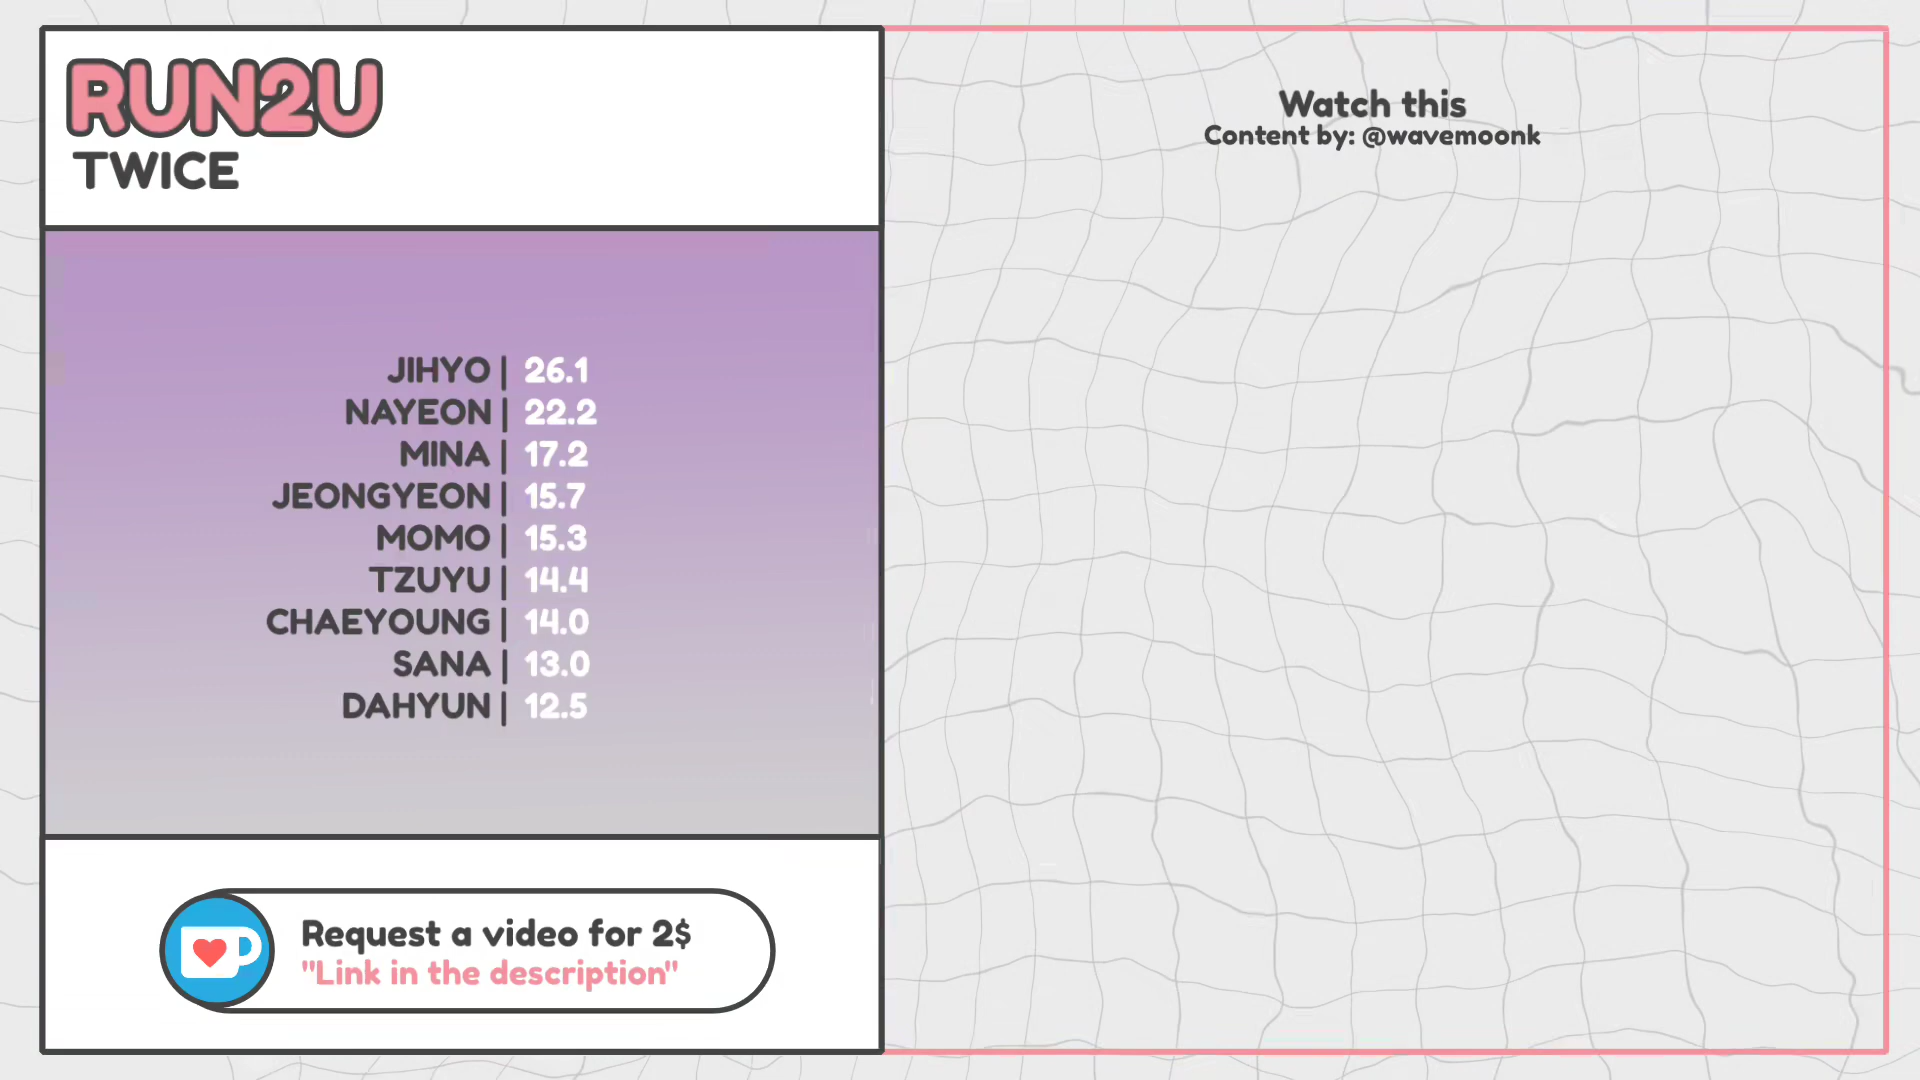 RUN2U
TWICE
JIHYO | 26.1
NAYEON | 22.2
MINA | 17.2
JEONGYEON | 15.7
MOMO | 15.3
TZUYU | 14.4
CHAEYOUNG | 14.0
SANA | 13.0
DAHYUN | 12.5
Request a video for 2$
"Link in the description"
Watch this
Content by: @wavemoonk